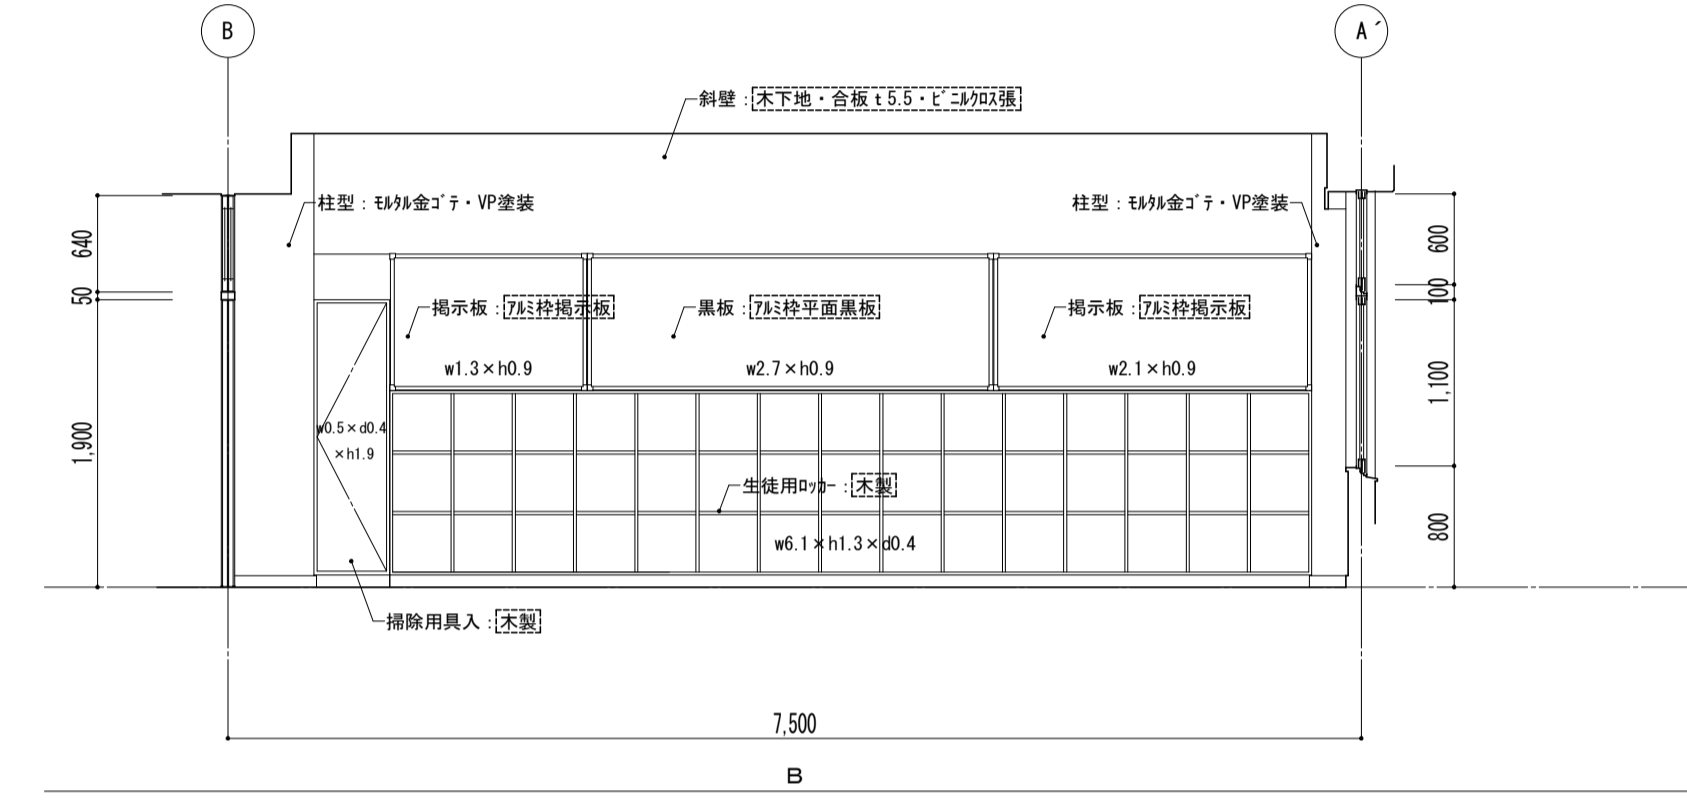 B
A´
斜壁：木下地・合板ｔ5.5・ﾋﾞﾆﾙｸﾛｽ張
柱型：ﾓﾙﾀﾙ金ｺﾞﾃ・VP塗装
柱型：ﾓﾙﾀﾙ金ｺﾞﾃ・VP塗装
640
50
1,900
600
100
1,100
800
掲示板：ｱﾙﾐ枠掲示板
w1.3×h0.9
黒板：ｱﾙﾐ枠平面黒板
w2.7×h0.9
掲示板：ｱﾙﾐ枠掲示板
w2.1×h0.9
w0.5×d0.4
×h1.9
生徒用ﾛｯｶｰ：木製
w6.1×h1.3×d0.4
掃除用具入：木製
7,500
B